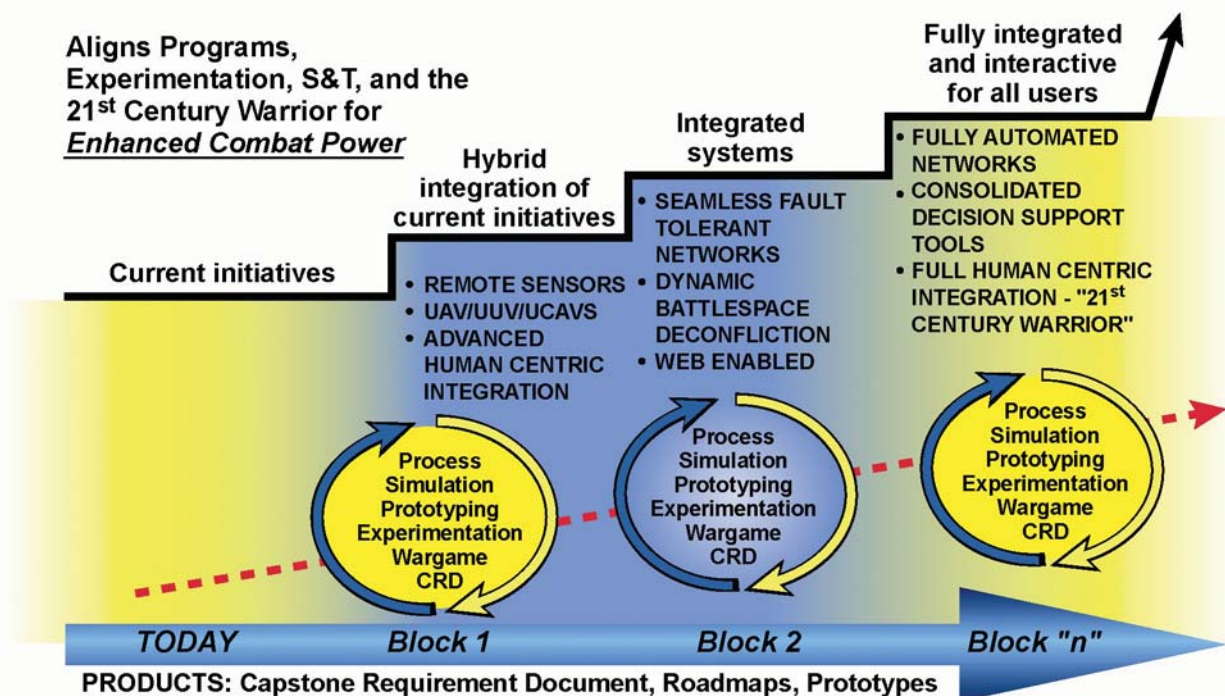 Aligns Programs,
Experimentation, S&T, and the
21st Century Warrior for
Enhanced Combat Power
Current initiatives
Hybrid
integration of
current initiatives
• REMOTE SENSORS
• UAV/UUV/UCAVS
• ADVANCED
HUMAN CENTRIC
INTEGRATION
Integrated
systems
• SEAMLESS FAULT
TOLERANT
NETWORKS
• DYNAMIC
BATTLESPACE
DECONFLICTION
• WEB ENABLED
Fully integrated
and interactive
for all users
• FULLY AUTOMATED
NETWORKS
• CONSOLIDATED
DECISION SUPPORT
TOOLS
• FULL HUMAN CENTRIC
INTEGRATION - "21st
CENTURY WARRIOR"
Process
Simulation
Prototyping
Experimentation
Wargame
CRD
Process
Simulation
Prototyping
Experimentation
Wargame
CRD
Process
Simulation
Prototyping
Experimentation
Wargame
CRD
TODAY Block 1 Block 2 Block "n"
PRODUCTS: Capstone Requirement Document, Roadmaps, Prototypes